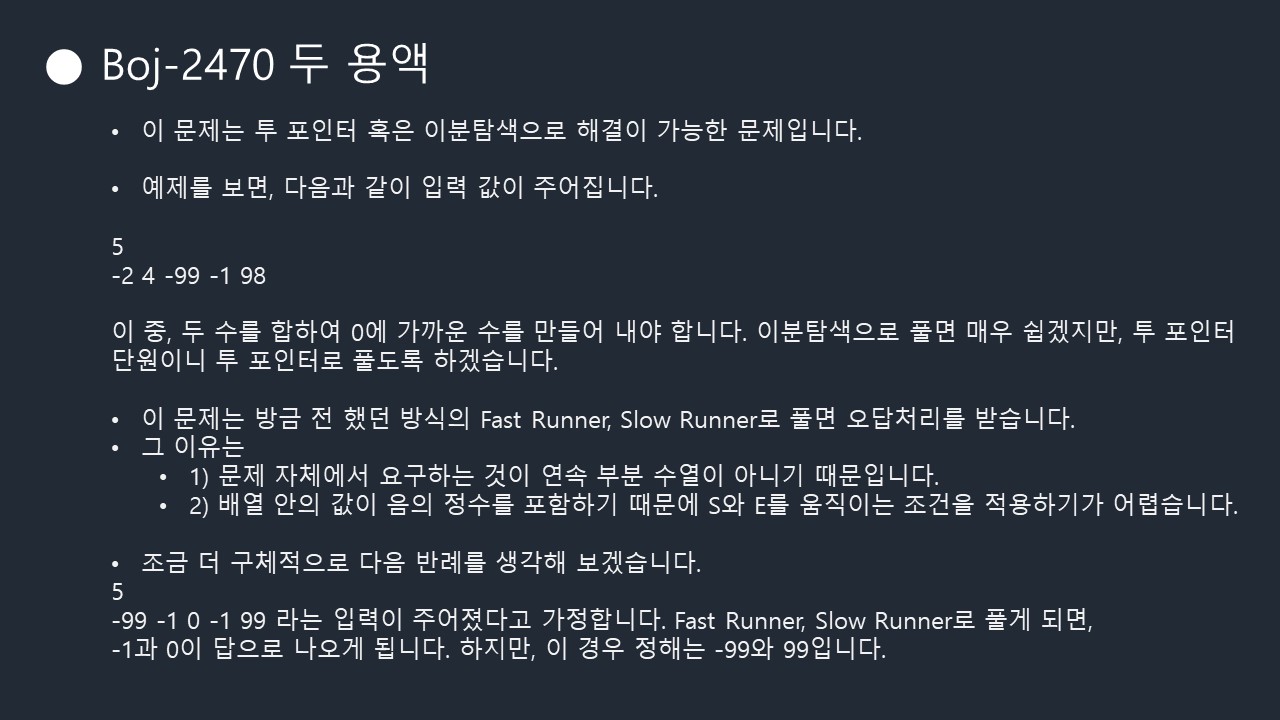 ● Boj-2470 두 용액
• 이 문제는 투 포인터 혹은 이분탐색으로 해결이 가능한 문제입니다.
• 예제를 보면, 다음과 같이 입력 값이 주어집니다.
5
-2 4 -99 -1 98
이 중, 두 수를 합하여 0에 가까운 수를 만들어 내야 합니다. 이분탐색으로 풀면 매우 쉽겠지만, 투 포인터
단원이니 투 포인터로 풀도록 하겠습니다.
• 이 문제는 방금 전 했던 방식의 Fast Runner, Slow Runner로 풀면 오답처리를 받습니다.
• 그 이유는
• 1) 문제 자체에서 요구하는 것이 연속 부분 수열이 아니기 때문입니다.
• 2) 배열 안의 값이 음의 정수를 포함하기 때문에 S와 E를 움직이는 조건을 적용하기가 어렵습니다.
• 조금 더 구체적으로 다음 반례를 생각해 보겠습니다.
5
-99 -1 0 -1 99 라는 입력이 주어졌다고 가정합니다. Fast Runner, Slow Runner로 풀게 되면,
-1과 0이 답으로 나오게 됩니다. 하지만, 이 경우 정해는 -99와 99입니다.